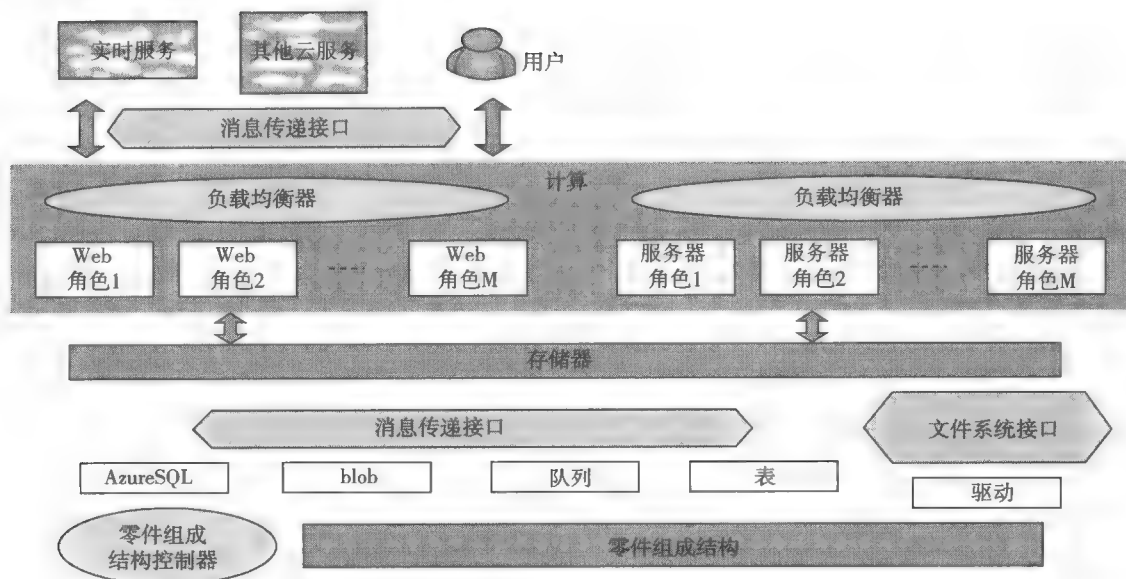 实时服务
其他云服务
用户
消息传递接口
计算
负载均衡器
负载均衡器
Web
角色1
Web
角色2
Web
角色M
服务器
角色1
服务器
角色2
服务器
角色M
存储器
消息传递接口
文件系统接口
AzureSQL
blob
队列
表
驱动
零件组成
结构控制器
零件组成结构